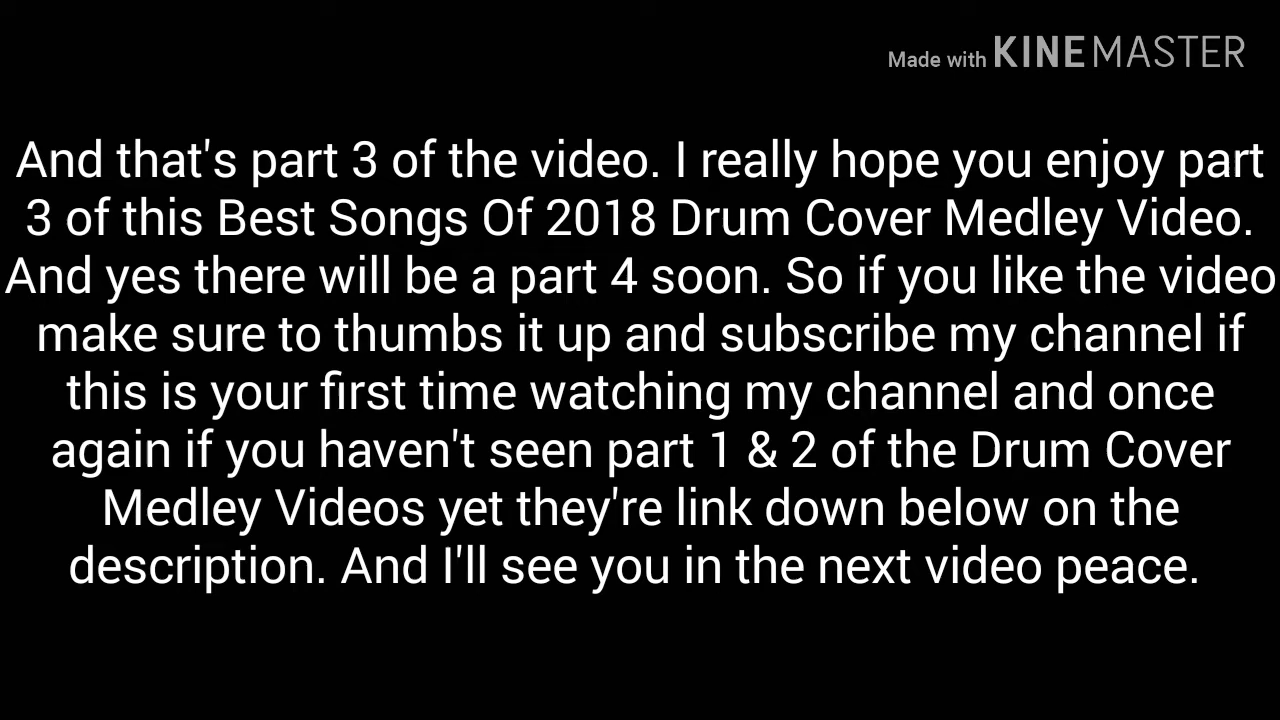 Made with KINEMASTER
And that's part 3 of the video. I really hope you enjoy part
3 of this Best Songs Of 2018 Drum Cover Medley Video.
And yes there will be a part 4 soon. So if you like the video
make sure to thumbs it up and subscribe my channel if
this is your first time watching my channel and once
again if you haven't seen part 1 & 2 of the Drum Cover
Medley Videos yet they're link down below on the
description. And I'll see you in the next video peace.